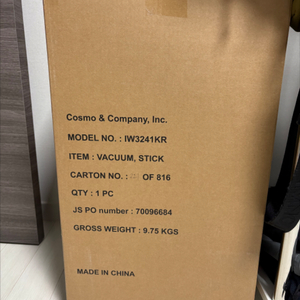 Cosmo & Company, Inc.
MODEL NO. : IW3241KR
ITEM : VACUUM, STICK
CARTON NO. : OF 816
QTY : 1 PC
JS PO number : 70096684
GROSS WEIGHT : 9.75 KGS
MADE IN CHINA